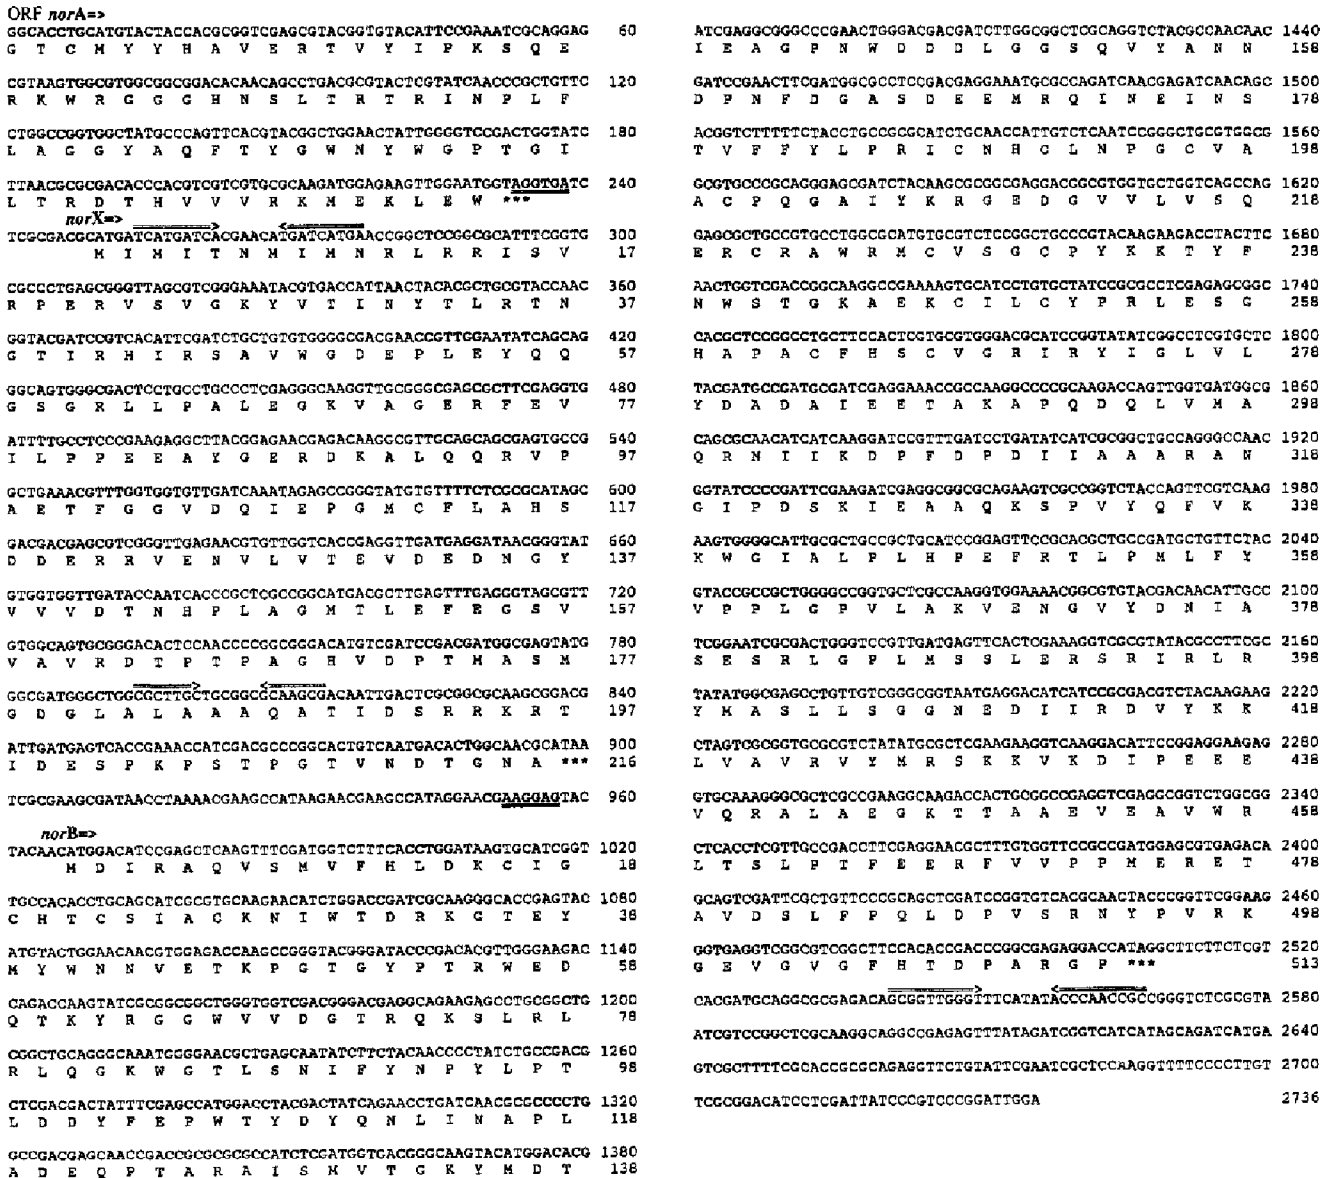 ORF norA=>
GGCACCTGCATGTACTACCACGCGGTCGAGCGTACGGTGTACATTCCGAAATCGCAGGAG 60
G T C M Y Y H A V E R T V Y I P K S Q E
CGTAAGTGGCGTGGCGGCGGACACAACAGCCTGACGCGTACTCGTATCAACCCGCTGTTC 120
R K W R G G G H N S L T R T R I N P L F
CTGGCCGGTGGCTATGCCCAGTTCACGTACGGCTGGAACTATTGGGGTCCGACTGGTATC 180
L A G G Y A Q F T Y G W N Y W G P T G I
TTAACGCGCGACACCCACGTCGTCGTGCGCAAGATGGAGAAGTTGGAATGGTAGGTGATC 240
L T R D T H V V V R K M E K L E W ***
norX=>
TCGCGACGCATGATCATGATCACGAACATGATCATGAACCGGCTCCGGCGCATTTCGGTG 300
M I M I T N M I M N R L R R I S V 17
CGCCCTGAGCGGGTTAGCGTCGGGAAATACGTGACCATTAACTACACGCTGCGTACCAAC 360
R P E R V S V G K Y V T I N Y T L R T N 37
GGTACGATCCGTCACATTCGATCTGCTGTGTGGGGCGACGAACCGTTGGAATATCAGCAG 420
G T I R H I R S A V W G D E P L E Y Q Q 57
GGCAGTGGGCGACTCCTGCCTGCCCTCGAGGGCAAGGTTGCGGGCGAGCGCTTCGAGGTG 480
G S G R L L P A L E G K V A G E R F E V 77
ATTTTGCCTCCCGAAGAGGCTTACGGAGAACGAGACAAGGCGTTGCAGCAGCGAGTGCCG 540
I L P P E E A Y G E R D K A L Q Q R V P 97
GCTGAAACGTTTGGTGGTGTTGATCAAATAGAGCCGGGTATGTGTTTTCTCGCGCATAGC 600
A E T F G G V D Q I E P G M C F L A H S 117
GACGACGAGCGTCGGGTTGAGAACGTGTTGGTCACCGAGGTTGATGAGGATAACGGGTAT 660
D D E R R V E N V L V T E V D E D N G Y 137
GTGGTGGTTGATACCAATCACCCGCTCGCCGGCATGACGCTTGAGTTTGAGGGTAGCGTT 720
V V V D T N H P L A G M T L E F E G S V 157
GTGGCAGTGCGGGACACTCCAACCCCGGCGGGACATGTCGATCCGACGATGGCGAGTATG 780
V A V R D T P T P A G H V D P T M A S M 177
GGCGATGGGCTGGCGCTTGCTGCGGCGCAAGCGACAATTGACTCGCGGCGCAAGCGGACG 840
G D G L A L A A A Q A T I D S R R K R T 197
ATTGATGAGTCACCGAAACCATCGACGCCCGGCACTGTCAATGACACTGGCAACGCATAA 900
I D E S P K P S T P G T V N D T G N A *** 216
TCGCGAAGCGATAACCTAAAACGAAGCCATAAGAACGAAGCCATAGGAACGAAGGAGTAC 960
norB=>
TACAACATGGACATCCGAGCTCAAGTTTCGATGGTCTTTCACCTGGATAAGTGCATCGGT 1020
M D I R A Q V S M V F H L D K C I G 18
TGCCACACCTGCAGCATCGCGTGCAAGAACATCTGGACCGATCGCAAGGGCACCGAGTAC 1080
C H T C S I A C K N I W T D R K G T E Y 38
ATGTACTGGAACAACGTGGAGACCAAGCCGGGTACGGGATACCCGACACGTTGGGAAGAC 1140
M Y W N N V E T K P G T G Y P T R W E D 58
CAGACCAAGTATCGCGGCGGCTGGGTGGTCGACGGGACGAGGCAGAAGAGCCTGCGGCTG 1200
Q T K Y R G G W V V D G T R Q K S L R L 78
CGGCTGCAGGGCAAATGGGGAACGCTGAGCAATATCTTCTACAACCCCTATCTGCCGACG 1260
R L Q G K W G T L S N I F Y N P Y L P T 98
CTCGACGACTATTTCGAGCCATGGACCTACGACTATCAGAACCTGATCAACGCGCCCCTG 1320
L D D Y F E P W T Y D Y Q N L I N A P L 118
GCCGACGAGCAACCGACCGCGCGCGCCATCTCGATGGTGACGGGCAAGTACATGGACACG 1380
A D E Q P T A R A I S M V T G K Y M D T 138
ATCGAGGCGGGCCCGAACTGGGACGACGATCTTGGCGGCTCGCAGGTCTACGCCAACAAC 1440
I E A G P N W D D D L G G S Q V Y A N N 158
GATCCGAACTTCGATGGCGCCTCCGACGAGGAAATGCGCCAGATCAACGAGATCAACAGC 1500
D P N F D G A S D E E M R Q I N E I N S 178
ACGGTCTTTTTCTACCTGCCGCGCATCTGCAACCATTGTCTCAATCCGGGCTGCGTGGCG 1560
T V F F Y L P R I C N H C L N P G C V A 198
GCGTGCCCGCAGGGAGCGATCTACAAGCGCGGCGAGGACGGCGTGGTGCTGGTCAGCCAG 1620
A C P Q G A I Y K R G E D G V V L V S Q 218
GAGCGCTGCCGTGCCTGGCGCATGTGCGTCTCCGGCTGCCCGTACAAGAAGACCTACTTC 1680
E R C R A W R M C V S G C P Y K K T Y F 238
AACTGGTCGACCGGCAAGGCCGAAAAGTGCATCCTGTGCTATCCGCGCCTCGAGAGCGGC 1740
N W S T G K A E K C I L C Y P R L E S G 258
CACGCTCCGGCCTGCTTCCACTCGTGCGTGGGACGCATCCGGTATATCGGCCTCGTGCTC 1800
H A P A C F H S C V G R I R Y I G L V L 278
TACGATGCCGATGCGATCGAGGAAACCGCCAAGGCCCCGCAAGACCAGTTGGTGATGGCG 1860
Y D A D A I E E T A K A P Q D Q L V M A 298
CAGCGCAACATCATCAAGGATCCGTTTGATCCTGATATCATCGCGGCTGCCAGGGCCAAC 1920
Q R N I I K D P F D P D I I A A A R A N 318
GGTATCCCCGATTCGAAGATCGAGGCGGCGCAGAAGTCGCCGGTCTACCAGTTCGTCAAG 1980
G I P D S K I E A A Q K S P V Y Q F V K 338
AAGTGGGGCATTGCGCTGCCGCTGCATCCGGAGTTCCGCACGCTGCCGATGCTGTTCTAC 2040
K W G I A L P L H P E F R T L P M L F Y 358
GTACCGCCGCTGGGGCCGGTGCTCGCCAAGGTGGAAAACGGCGTGTACGACAACATTGCC 2100
V P P L G P V L A K V E N G V Y D N I A 378
TCGGAATCGCGACTGGGTCCGTTGATGAGTTCACTCGAAAGGTCGCGTATACGCCTTCGC 2160
S E S R L G P L M S S L E R S R I R L R 398
TATATGGCGAGCCTGTTGTCGGGCGGTAATGAGGACATCATCCGCGACGTCTACAAGAAG 2220
Y M A S L L S G G N E D I I R D V Y K K 418
CTAGTCGCGGTGCGCGTCTATATGCGCTCGAAGAAGGTCAAGGACATTCCGGAGGAAGAG 2280
L V A V R V Y M R S K K V K D I P E E E 438
GTGCAAAGGGCGCTCGCCGAAGGCAAGACCACTGCGGCCGAGGTCGAGGCGGTCTGGCGG 2340
V Q R A L A E G K T T A A E V E A V W R 458
CTCACCTCGTTGCCGACCTTCGAGGAACGCTTTGTGGTTCCGCCGATGGAGCGTGAGACA 2400
L T S L P T F E E R F V V P P M E R E T 478
GCAGTCGATTCGCTGTTCCCGCAGCTCGATCCGGTGTCACGCAACTACCCGGTTCGGAAG 2460
A V D S L F P Q L D P V S R N Y P V R K 498
GGTGAGGTCGGCGTCGGCTTCCACACCGACCCGGCGAGAGGACCATAGGCTTCTTCTCGT 2520
G E V G V G F H T D P A R G P *** 513
CACGATGCAGGCGCGAGACAGCGGTTGGGTTTCATATACCCAACCGCCGGGTCTCGCGTA 2580
ATCGTCCGGCTCGCAAGGCAGGCCGAGAGTTTATAGATCGGTCATCATAGCAGATCATGA 2640
GTCGCTTTTCGCACCGCGCAGAGGTTCTGTATTCGAATCGCTCCAAGGTTTTCCCCTTGT 2700
TCGCGGACATCCTCGATTATCCCGTCCCGGATTGGA 2736